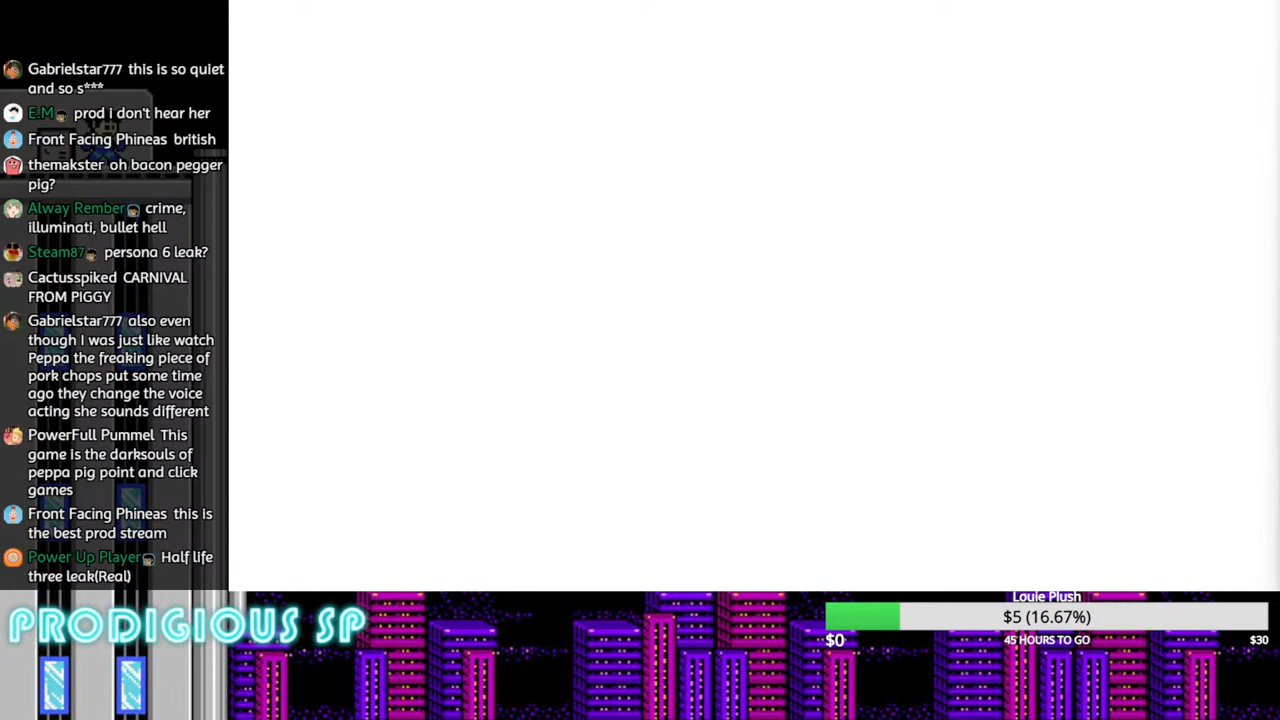 Gabrielstar777 this is so quiet
and so s***
E.M prod i don't hear her
Front Facing Phineas british
themakster oh bacon pegger
pig?
Alway Rember crime,
illuminati, bullet hell
Steam87 persona 6 leak?
Cactusspiked CARNIVAL
FROM PIGGY
Gabrielstar777 also even
though I was just like watch
Peppa the freaking piece of
pork chops put some time
ago they change the voice
acting she sounds different
PowerFull Pummel This
game is the darksouls of
peppa pig point and click
games
Front Facing Phineas this is
the best prod stream
Power Up Player Half life
three leak(Real)
PRODIGIOUS SP
Louie Plush
$5 (16.67%)
$0 45 HOURS TO GO $30